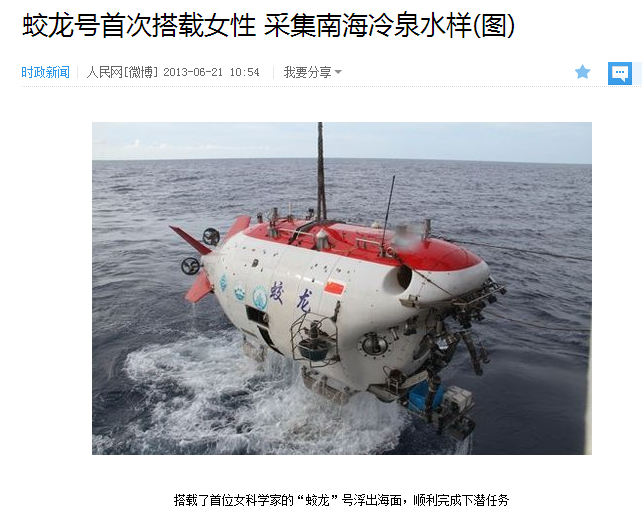 蛟龙号首次搭载女性 采集南海冷泉水样(图)
时政新闻 人民网[微博] 2013-06-21 10:54 我要分享
蛟龙
搭载了首位女科学家的“蛟龙”号浮出海面，顺利完成下潜任务